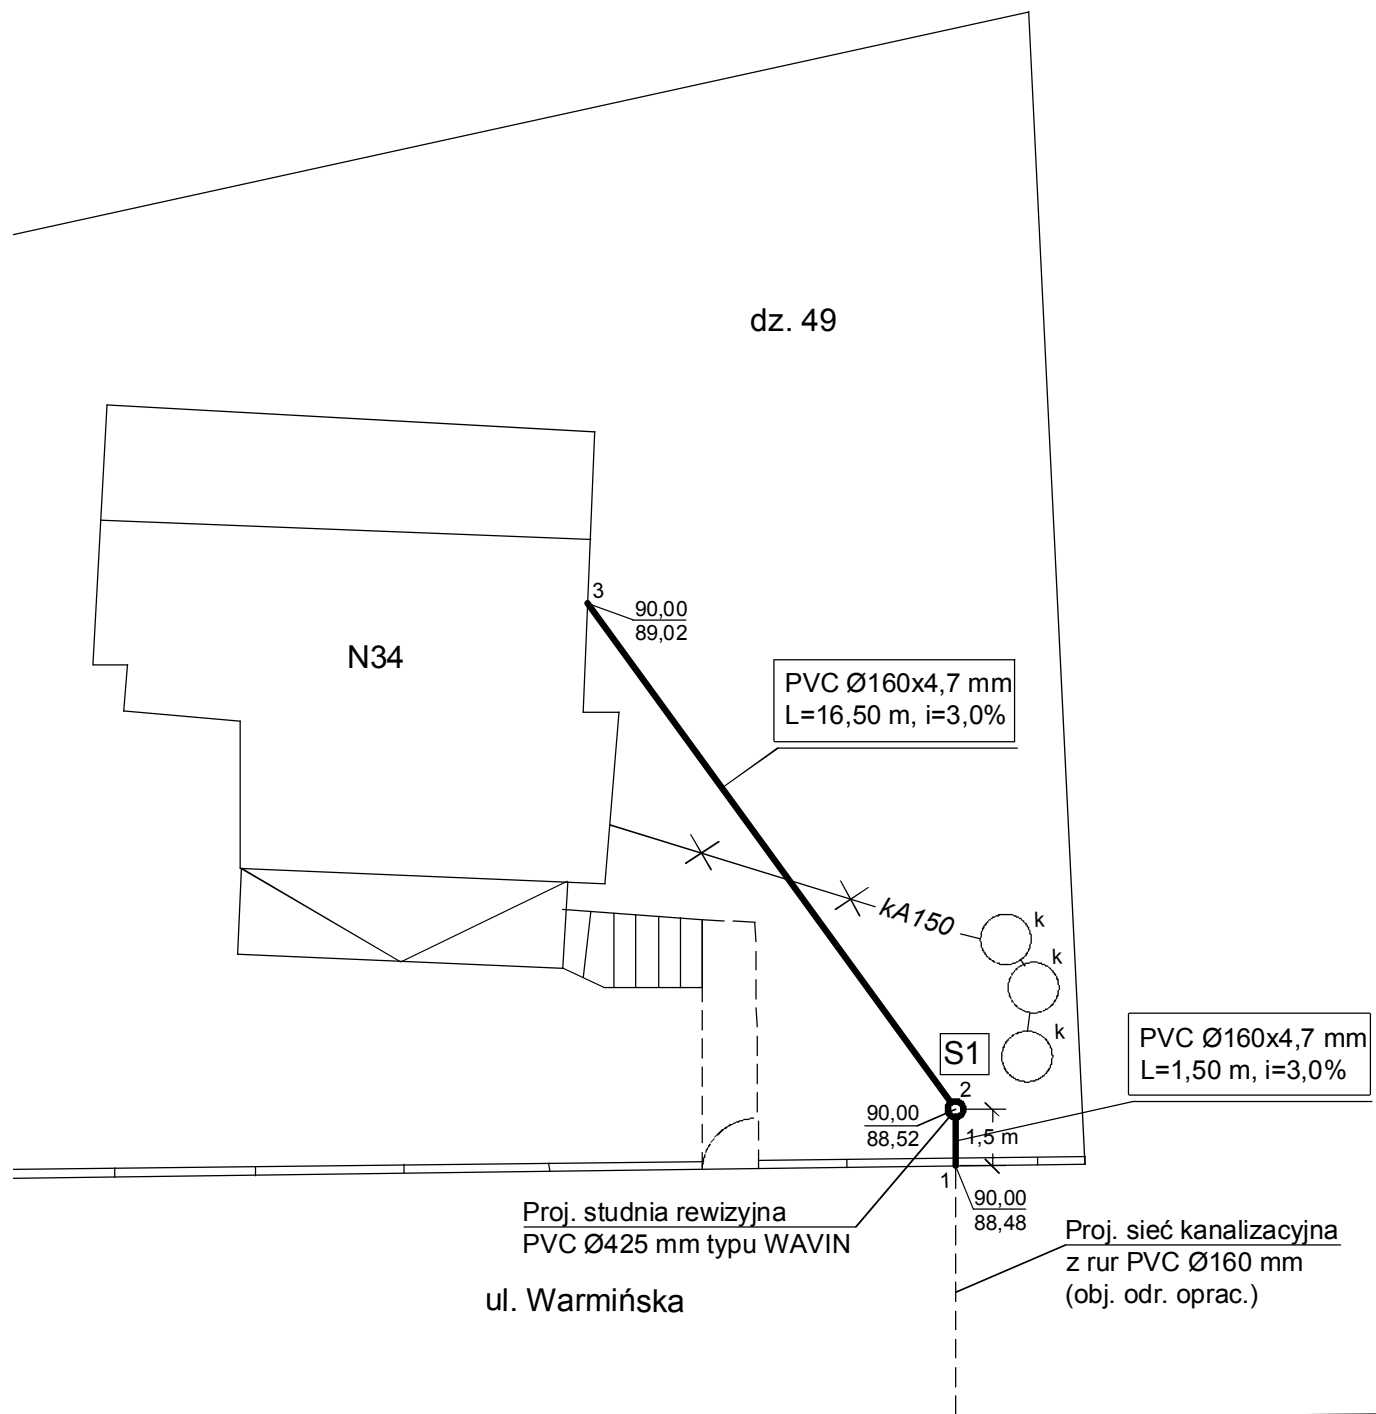 dz. 49
3
90,00
89,02
N34
PVC Ø160x4,7 mm
L=16,50 m, i=3,0%
kA150
k
k
k
S1
PVC Ø160x4,7 mm
L=1,50 m, i=3,0%
2
90,00
88,52
1,5 m
1
90,00
88,48
Proj. studnia rewizyjna
PVC Ø425 mm typu WAVIN
Proj. sieć kanalizacyjna
z rur PVC Ø160 mm
(obj. odr. oprac.)
ul. Warmińska